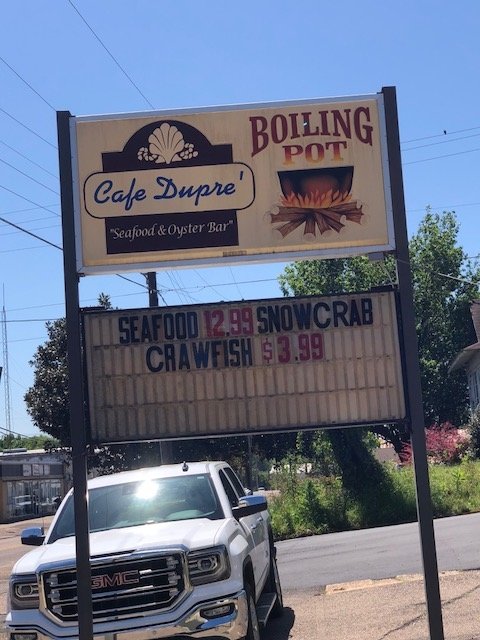 BOILING
POT
Cafe Dupre'
"Seafood & Oyster Bar"
SEAFOOD 12.99 SNOWCRAB
CRAWFISH $3.99
GMC